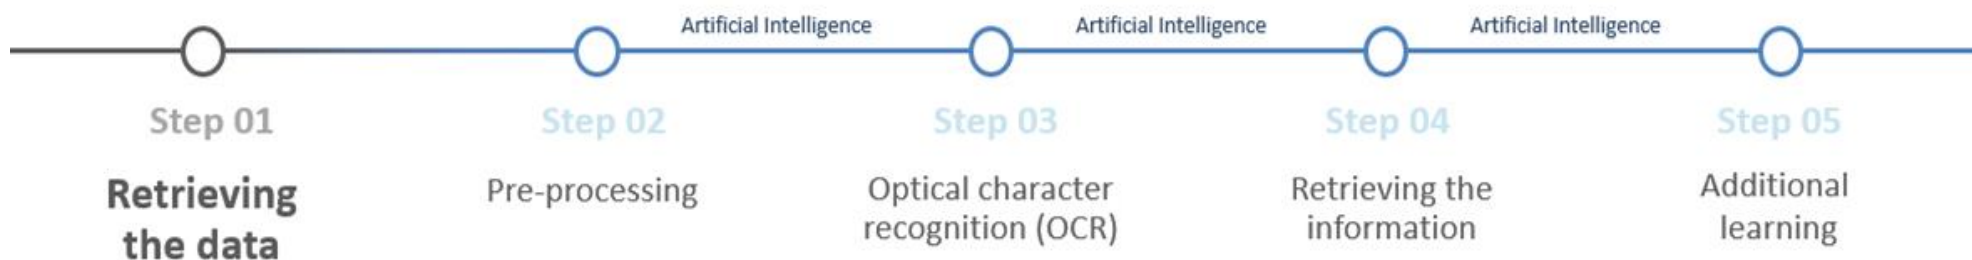 Artificial Intelligence
Artificial Intelligence
Artificial Intelligence
Step 01
Step 02
Step 03
Step 04
Step 05
Retrieving
the data
Pre-processing
Optical character
recognition (OCR)
Retrieving the
information
Additional
learning